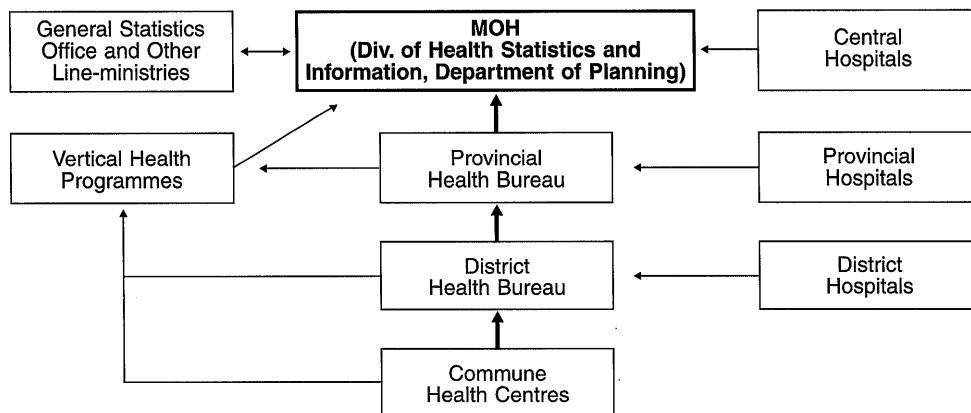 General Statistics
Office and Other
Line-ministries
MOH
(Div. of Health Statistics and
Information, Department of Planning)
Central
Hospitals
Vertical Health
Programmes
Provincial
Health Bureau
Provincial
Hospitals
District
Health Bureau
District
Hospitals
Commune
Health Centres